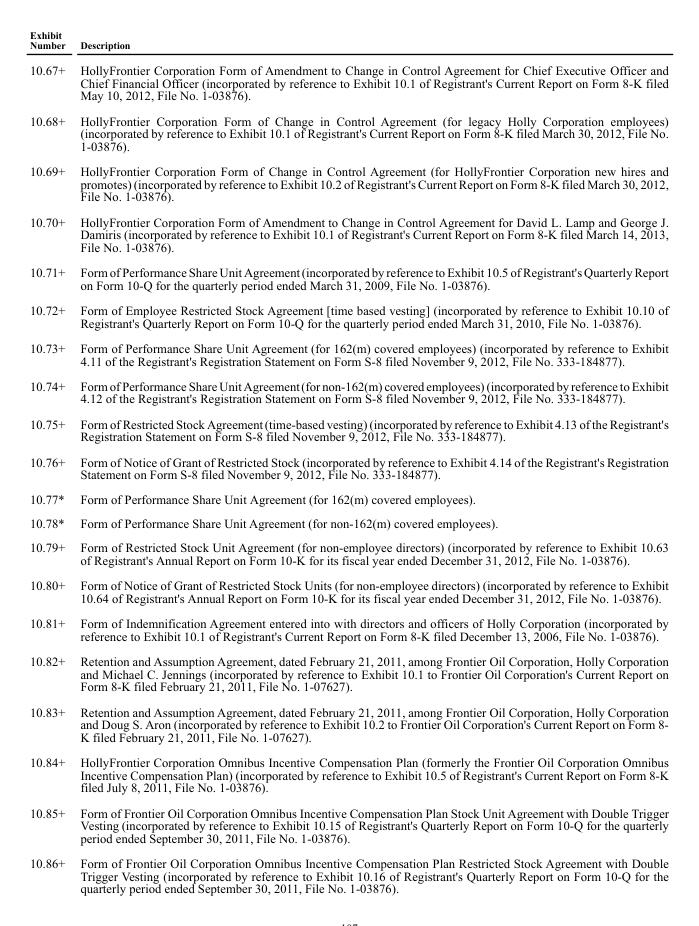 Exhibit
Number Description
10.67+ HollyFrontier Corporation Form of Amendment to Change in Control Agreement for Chief Executive Officer and
Chief Financial Officer (incorporated by reference to Exhibit 10.1 of Registrant's Current Report on Form 8-K filed
May 10, 2012, File No. 1-03876).
10.68+ HollyFrontier Corporation Form of Change in Control Agreement (for legacy Holly Corporation employees)
(incorporated by reference to Exhibit 10.1 of Registrant's Current Report on Form 8-K filed March 30, 2012, File No.
1-03876).
10.69+ HollyFrontier Corporation Form of Change in Control Agreement (for HollyFrontier Corporation new hires and
promotes) (incorporated by reference to Exhibit 10.2 of Registrant's Current Report on Form 8-K filed March 30, 2012,
File No. 1-03876).
10.70+ HollyFrontier Corporation Form of Amendment to Change in Control Agreement for David L. Lamp and George J.
Damiris (incorporated by reference to Exhibit 10.1 of Registrant's Current Report on Form 8-K filed March 14, 2013,
File No. 1-03876).
10.71+ Form of Performance Share Unit Agreement (incorporated by reference to Exhibit 10.5 of Registrant's Quarterly Report
on Form 10-Q for the quarterly period ended March 31, 2009, File No. 1-03876).
10.72+ Form of Employee Restricted Stock Agreement [time based vesting] (incorporated by reference to Exhibit 10.10 of
Registrant's Quarterly Report on Form 10-Q for the quarterly period ended March 31, 2010, File No. 1-03876).
10.73+ Form of Performance Share Unit Agreement (for 162(m) covered employees) (incorporated by reference to Exhibit
4.11 of the Registrant's Registration Statement on Form S-8 filed November 9, 2012, File No. 333-184877).
10.74+ Form of Performance Share Unit Agreement (for non-162(m) covered employees) (incorporated by reference to Exhibit
4.12 of the Registrant's Registration Statement on Form S-8 filed November 9, 2012, File No. 333-184877).
10.75+ Form of Restricted Stock Agreement (time-based vesting) (incorporated by reference to Exhibit 4.13 of the Registrant's
Registration Statement on Form S-8 filed November 9, 2012, File No. 333-184877).
10.76+ Form of Notice of Grant of Restricted Stock (incorporated by reference to Exhibit 4.14 of the Registrant's Registration
Statement on Form S-8 filed November 9, 2012, File No. 333-184877).
10.77* Form of Performance Share Unit Agreement (for 162(m) covered employees).
10.78* Form of Performance Share Unit Agreement (for non-162(m) covered employees).
10.79+ Form of Restricted Stock Unit Agreement (for non-employee directors) (incorporated by reference to Exhibit 10.63
of Registrant's Annual Report on Form 10-K for its fiscal year ended December 31, 2012, File No. 1-03876).
10.80+ Form of Notice of Grant of Restricted Stock Units (for non-employee directors) (incorporated by reference to Exhibit
10.64 of Registrant's Annual Report on Form 10-K for its fiscal year ended December 31, 2012, File No. 1-03876).
10.81+ Form of Indemnification Agreement entered into with directors and officers of Holly Corporation (incorporated by
reference to Exhibit 10.1 of Registrant's Current Report on Form 8-K filed December 13, 2006, File No. 1-03876).
10.82+ Retention and Assumption Agreement, dated February 21, 2011, among Frontier Oil Corporation, Holly Corporation
and Michael C. Jennings (incorporated by reference to Exhibit 10.1 to Frontier Oil Corporation's Current Report on
Form 8-K filed February 21, 2011, File No. 1-07627).
10.83+ Retention and Assumption Agreement, dated February 21, 2011, among Frontier Oil Corporation, Holly Corporation
and Doug S. Aron (incorporated by reference to Exhibit 10.2 to Frontier Oil Corporation's Current Report on Form 8-
K filed February 21, 2011, File No. 1-07627).
10.84+ HollyFrontier Corporation Omnibus Incentive Compensation Plan (formerly the Frontier Oil Corporation Omnibus
Incentive Compensation Plan) (incorporated by reference to Exhibit 10.5 of Registrant's Current Report on Form 8-K
filed July 8, 2011, File No. 1-03876).
10.85+ Form of Frontier Oil Corporation Omnibus Incentive Compensation Plan Stock Unit Agreement with Double Trigger
Vesting (incorporated by reference to Exhibit 10.15 of Registrant's Quarterly Report on Form 10-Q for the quarterly
period ended September 30, 2011, File No. 1-03876).
10.86+ Form of Frontier Oil Corporation Omnibus Incentive Compensation Plan Restricted Stock Agreement with Double
Trigger Vesting (incorporated by reference to Exhibit 10.16 of Registrant's Quarterly Report on Form 10-Q for the
quarterly period ended September 30, 2011, File No. 1-03876).